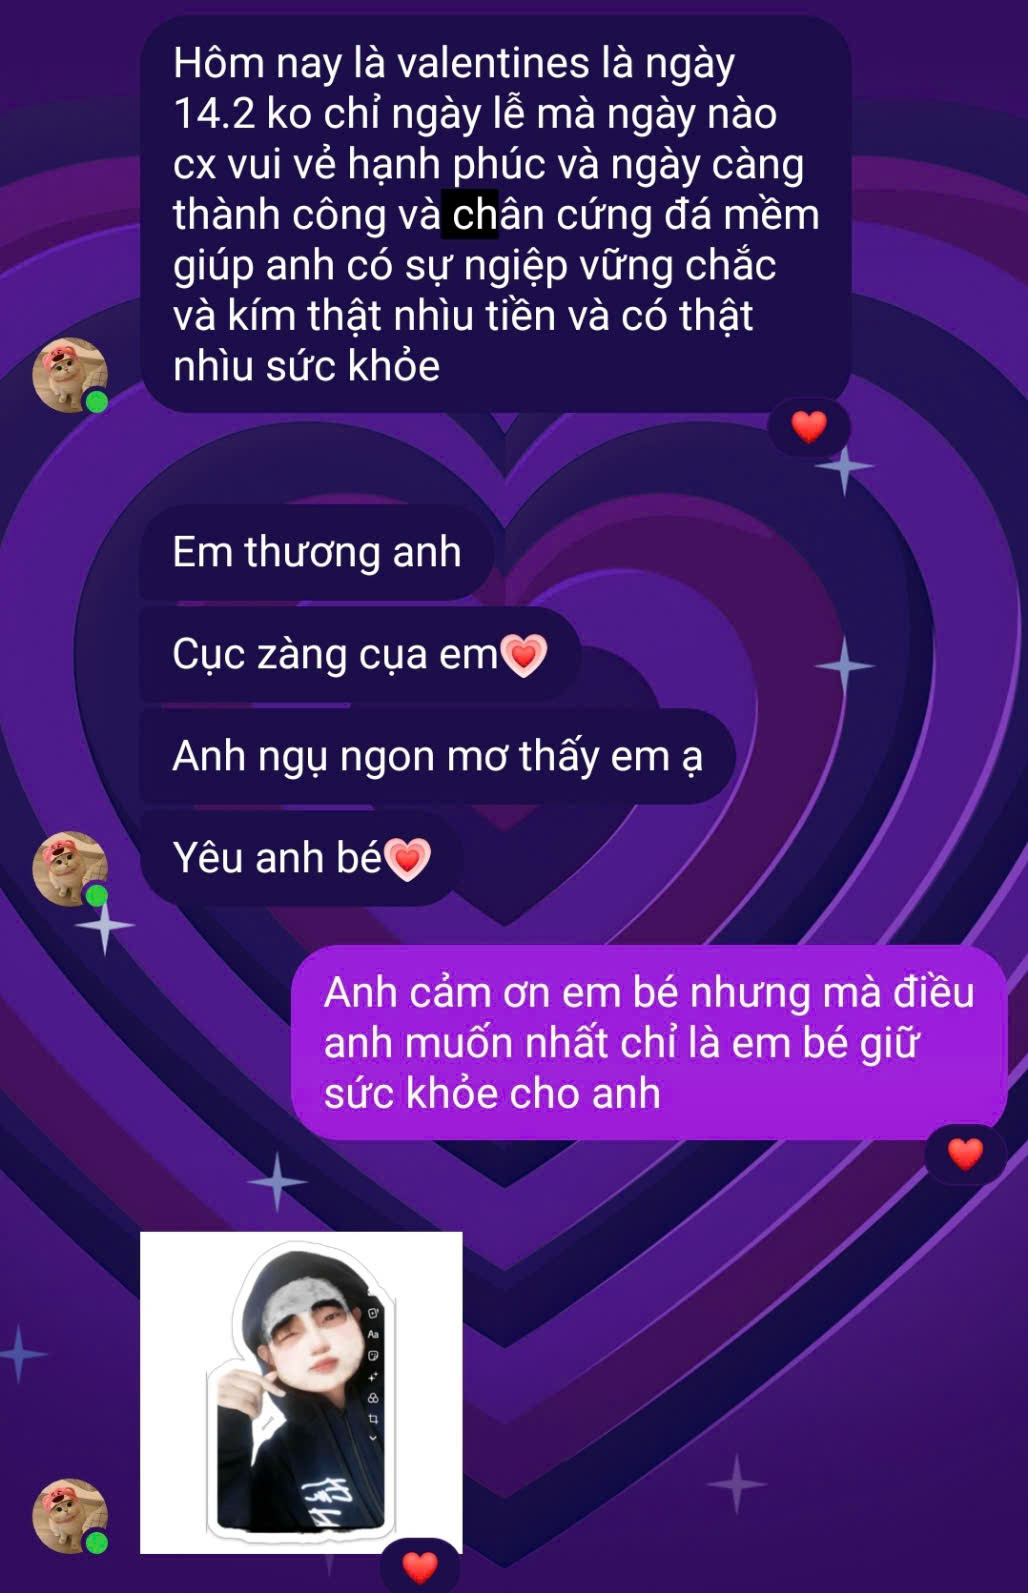 Hôm nay là valentines là ngày
14.2 ko chỉ ngày lễ mà ngày nào
cx vui vẻ hạnh phúc và ngày càng
thành công và chân cứng đá mềm
giúp anh có sự ngiệp vững chắc
và kím thật nhìu tiền và có thật
nhìu sức khỏe
Em thương anh
Cục zàng cụa em💗
Anh ngụ ngon mơ thấy em ạ
Yêu anh bé💗
Anh cảm ơn em bé nhưng mà điều
anh muốn nhất chỉ là em bé giữ
sức khỏe cho anh
Aa